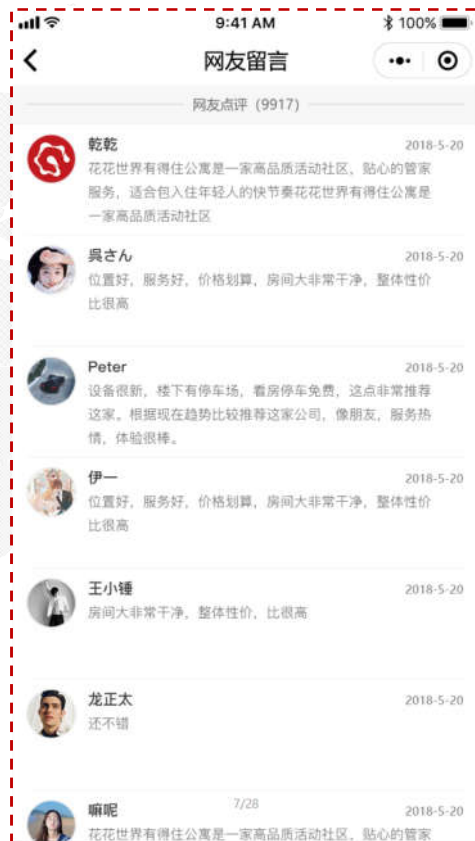 9:41 AM
100%
网友留言
网友点评（9917）
乾乾
2018-5-20
花花世界有得住公寓是一家高品质活动社区，贴心的管家
服务，适合包入住年轻人的快节奏花花世界有得住公寓是
一家高品质活动社区
呉さん
2018-5-20
位置好，服务好，价格划算，房间大非常干净，整体性价
比很高
Peter
2018-5-20
设备很新，楼下有停车场，看房停车免费，这点非常推荐
这家。根据现在趋势比较推荐这家公司，像朋友，服务热
情，体验很棒。
伊一
2018-5-20
位置好，服务好，价格划算，房间大非常干净，整体性价
比很高
王小锤
2018-5-20
房间大非常干净，整体性价，比很高
龙正太
2018-5-20
还不错
7/28
嘛呢
2018-5-20
花花世界有得住公寓是一家高品质活动社区，贴心的管家